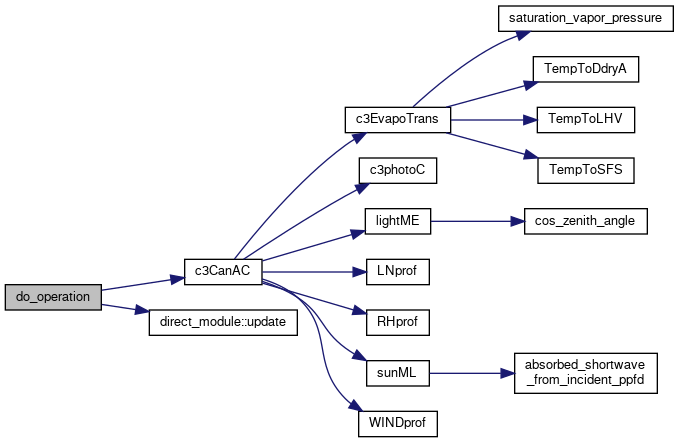 saturation_vapor_pressure
TempToDdryA
c3EvapoTrans
TempToLHV
c3photoC
TempToSFS
lightME
cos_zenith_angle
c3CanAC
LNprof
do_operation
direct_module::update
RHprof
sunML
absorbed_shortwave
_from_incident_ppfd
WINDprof